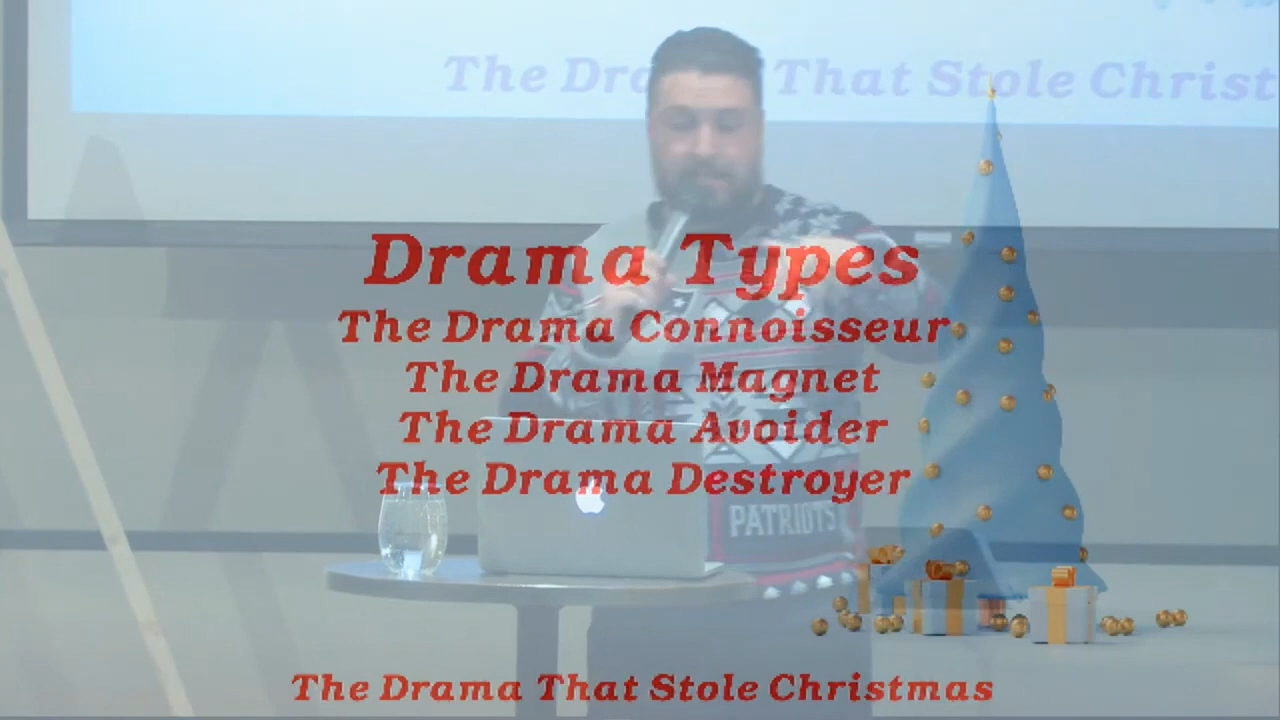 The Dra That Stole Christ
Drama Types
The Drama Connoisseur
The Drama Magnet
The Drama Avoider
The Drama Destroyer
PATRIOTS
The Drama That Stole Christmas